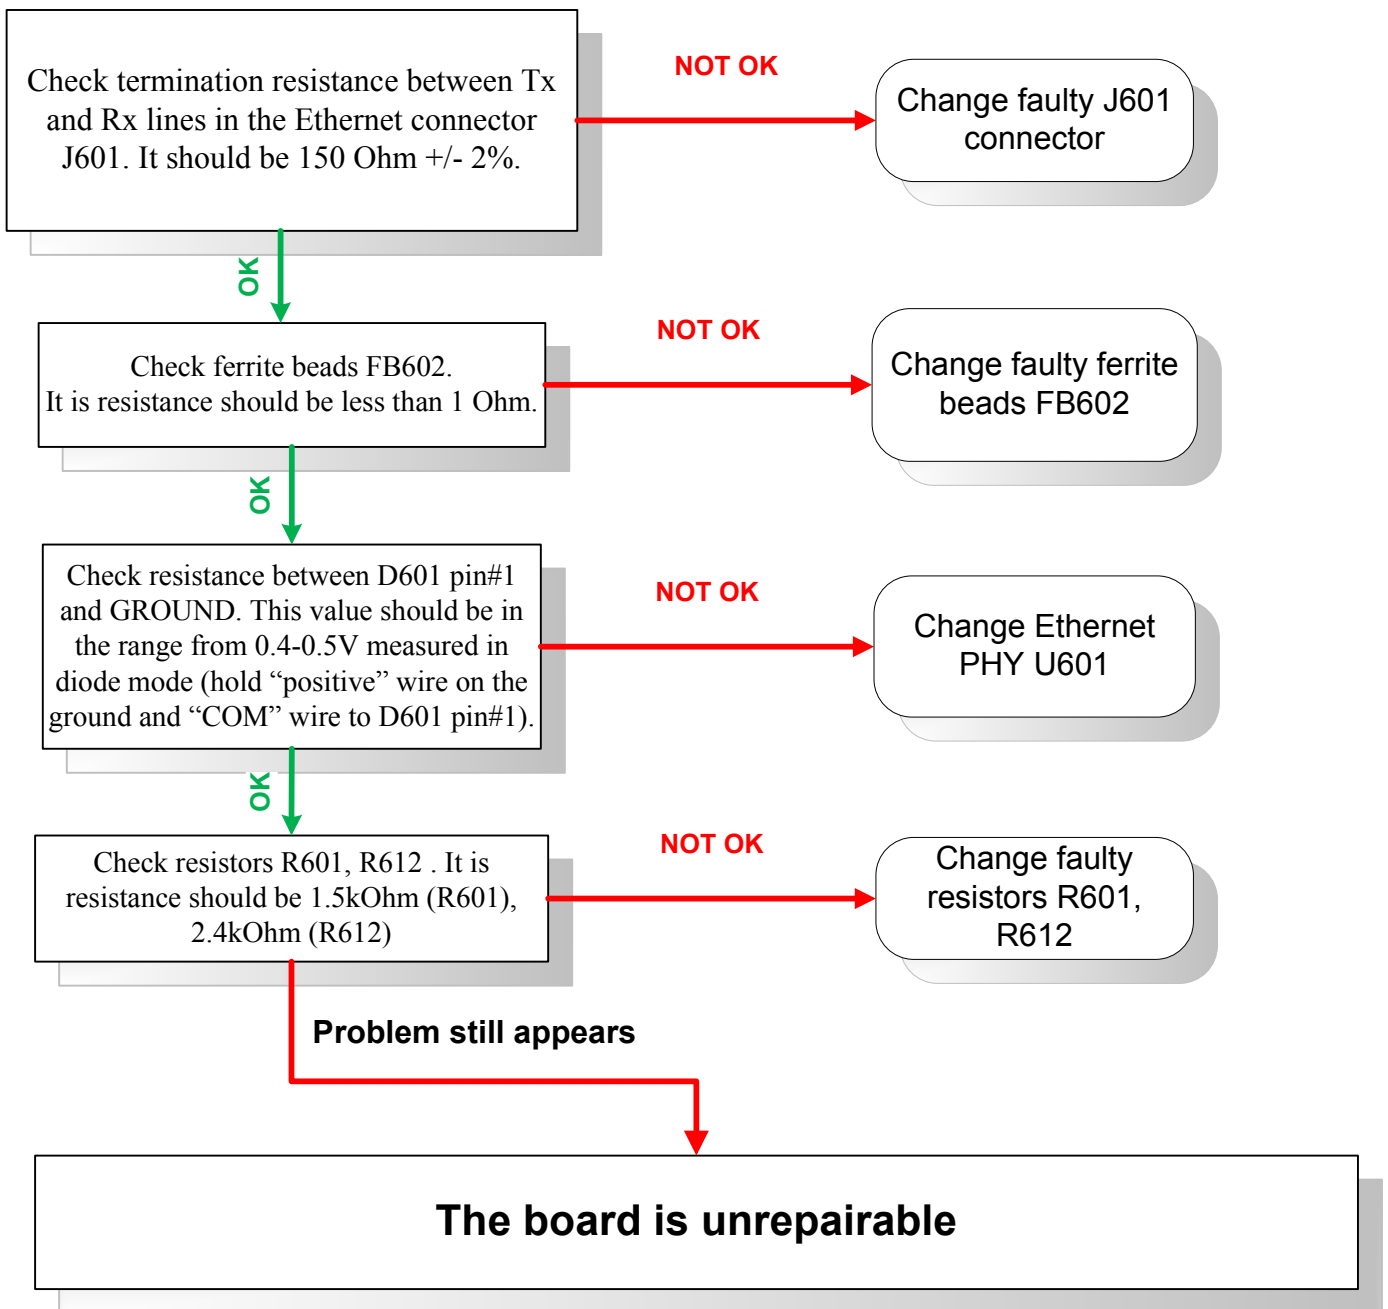 Check termination resistance between Tx
and Rx lines in the Ethernet connector
J601. It should be 150 Ohm +/- 2%.
NOT OK
Change faulty J601
connector
OK
Check ferrite beads FB602.
It is resistance should be less than 1 Ohm.
NOT OK
Change faulty ferrite
beads FB602
OK
Check resistance between D601 pin#1
and GROUND. This value should be in
the range from 0.4-0.5V measured in
diode mode (hold “positive” wire on the
ground and “COM” wire to D601 pin#1).
NOT OK
Change Ethernet
PHY U601
OK
Check resistors R601, R612 . It is
resistance should be 1.5kOhm (R601),
2.4kOhm (R612)
NOT OK
Change faulty
resistors R601,
R612
Problem still appears
The board is unrepairable